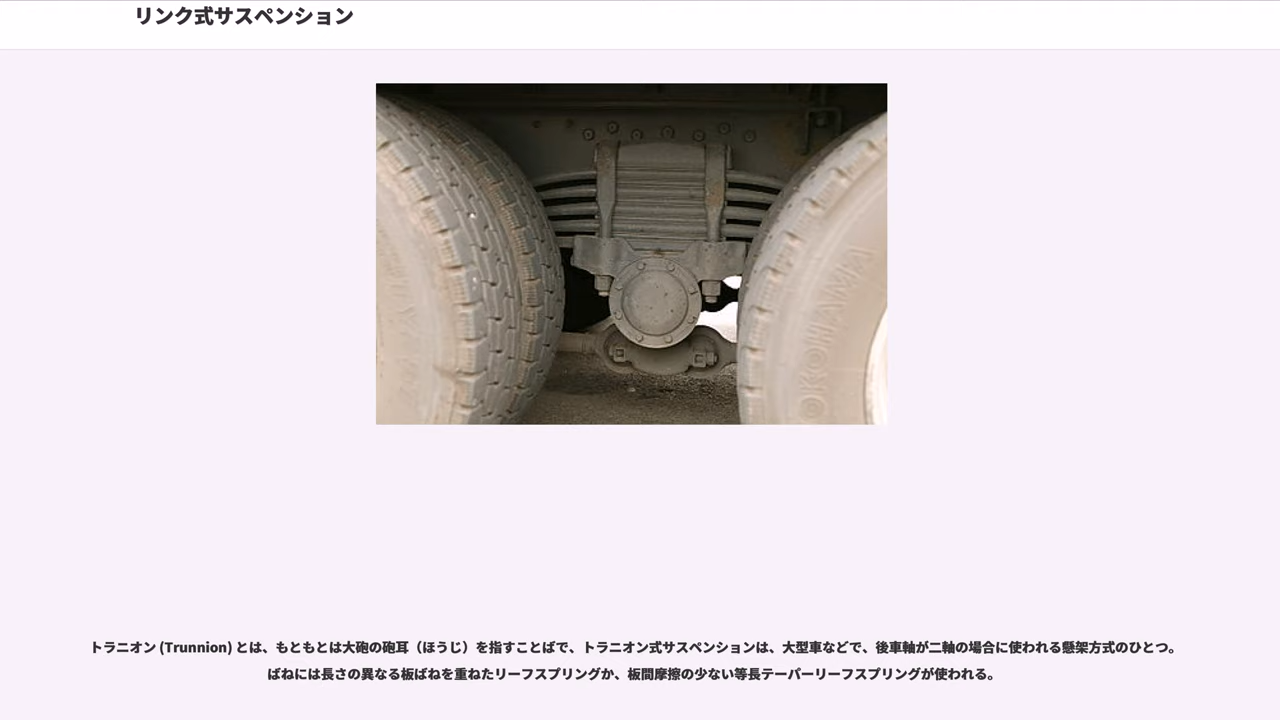 リンク式サスペンション
OKOHAMA
トラニオン (Trunnion) とは、もともとは大砲の砲耳（ほうじ）を指すことばで、トラニオン式サスペンションは、大型車などで、後車軸が二軸の場合に使われる懸架方式のひとつ。
ばねには長さの異なる板ばねを重ねたリーフスプリングか、板間摩擦の少ない等長テーパーリーフスプリングが使われる。